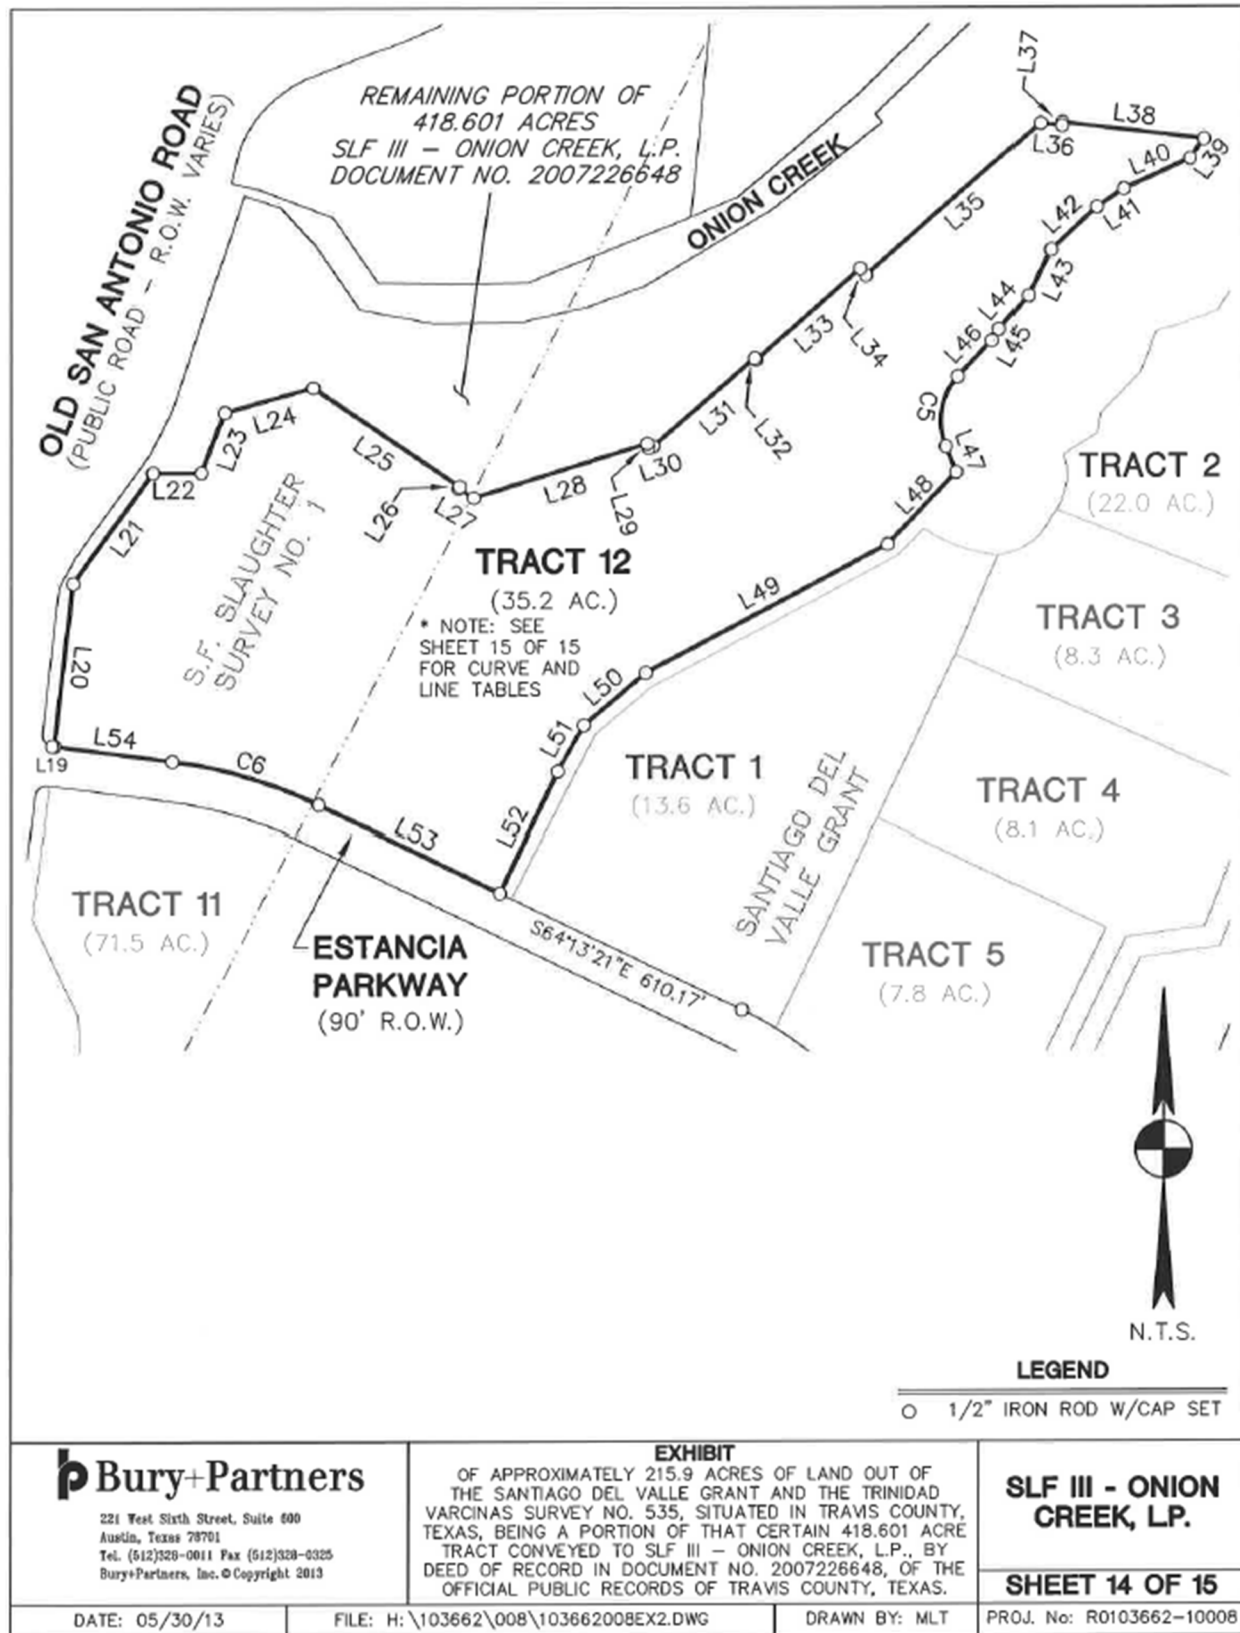 REMAINING PORTION OF
418.601 ACRES
SLF III – ONION CREEK, L.P.
DOCUMENT NO. 2007226648
OLD SAN ANTONIO ROAD
(PUBLIC ROAD – R.O.W. VARIES)
ONION CREEK
L37
L38
L36
L39
L40
L41
L42
L43
L35
L44
L45
L46
L33
L34
C5
L47
L48
L31
L32
L30
L29
L28
L27
L26
L25
L24
L23
L22
L21
L20
L19
L54
C6
L53
L52
L51
L50
L49
S.F. SLAUGHTER
SURVEY NO. 1
TRACT 12
(35.2 AC.)
* NOTE: SEE
SHEET 15 OF 15
FOR CURVE AND
LINE TABLES
TRACT 2
(22.0 AC.)
TRACT 3
(8.3 AC.)
TRACT 1
(13.6 AC.)
SANTIAGO DEL
VALLE GRANT
TRACT 4
(8.1 AC.)
TRACT 11
(71.5 AC.)
ESTANCIA
PARKWAY
(90' R.O.W.)
S64°13'21"E 610.17'
TRACT 5
(7.8 AC.)
N.T.S.
LEGEND
1/2" IRON ROD W/CAP SET
Bury+Partners
221 West Sixth Street, Suite 600
Austin, Texas 78701
Tel. (512)328-0011 Fax (512)328-0325
Bury+Partners, Inc. © Copyright 2013
EXHIBIT
OF APPROXIMATELY 215.9 ACRES OF LAND OUT OF
THE SANTIAGO DEL VALLE GRANT AND THE TRINIDAD
VARCINAS SURVEY NO. 535, SITUATED IN TRAVIS COUNTY,
TEXAS, BEING A PORTION OF THAT CERTAIN 418.601 ACRE
TRACT CONVEYED TO SLF III – ONION CREEK, L.P., BY
DEED OF RECORD IN DOCUMENT NO. 2007226648, OF THE
OFFICIAL PUBLIC RECORDS OF TRAVIS COUNTY, TEXAS.
SLF III - ONION
CREEK, L.P.
SHEET 14 OF 15
DATE: 05/30/13
FILE: H:\103662\008\103662008EX2.DWG
DRAWN BY: MLT
PROJ. No: R0103662-10008